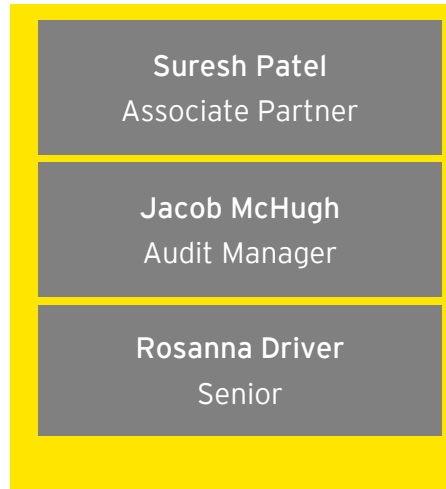 Suresh Patel
Associate Partner
Jacob McHugh
Audit Manager
Rosanna Driver
Senior